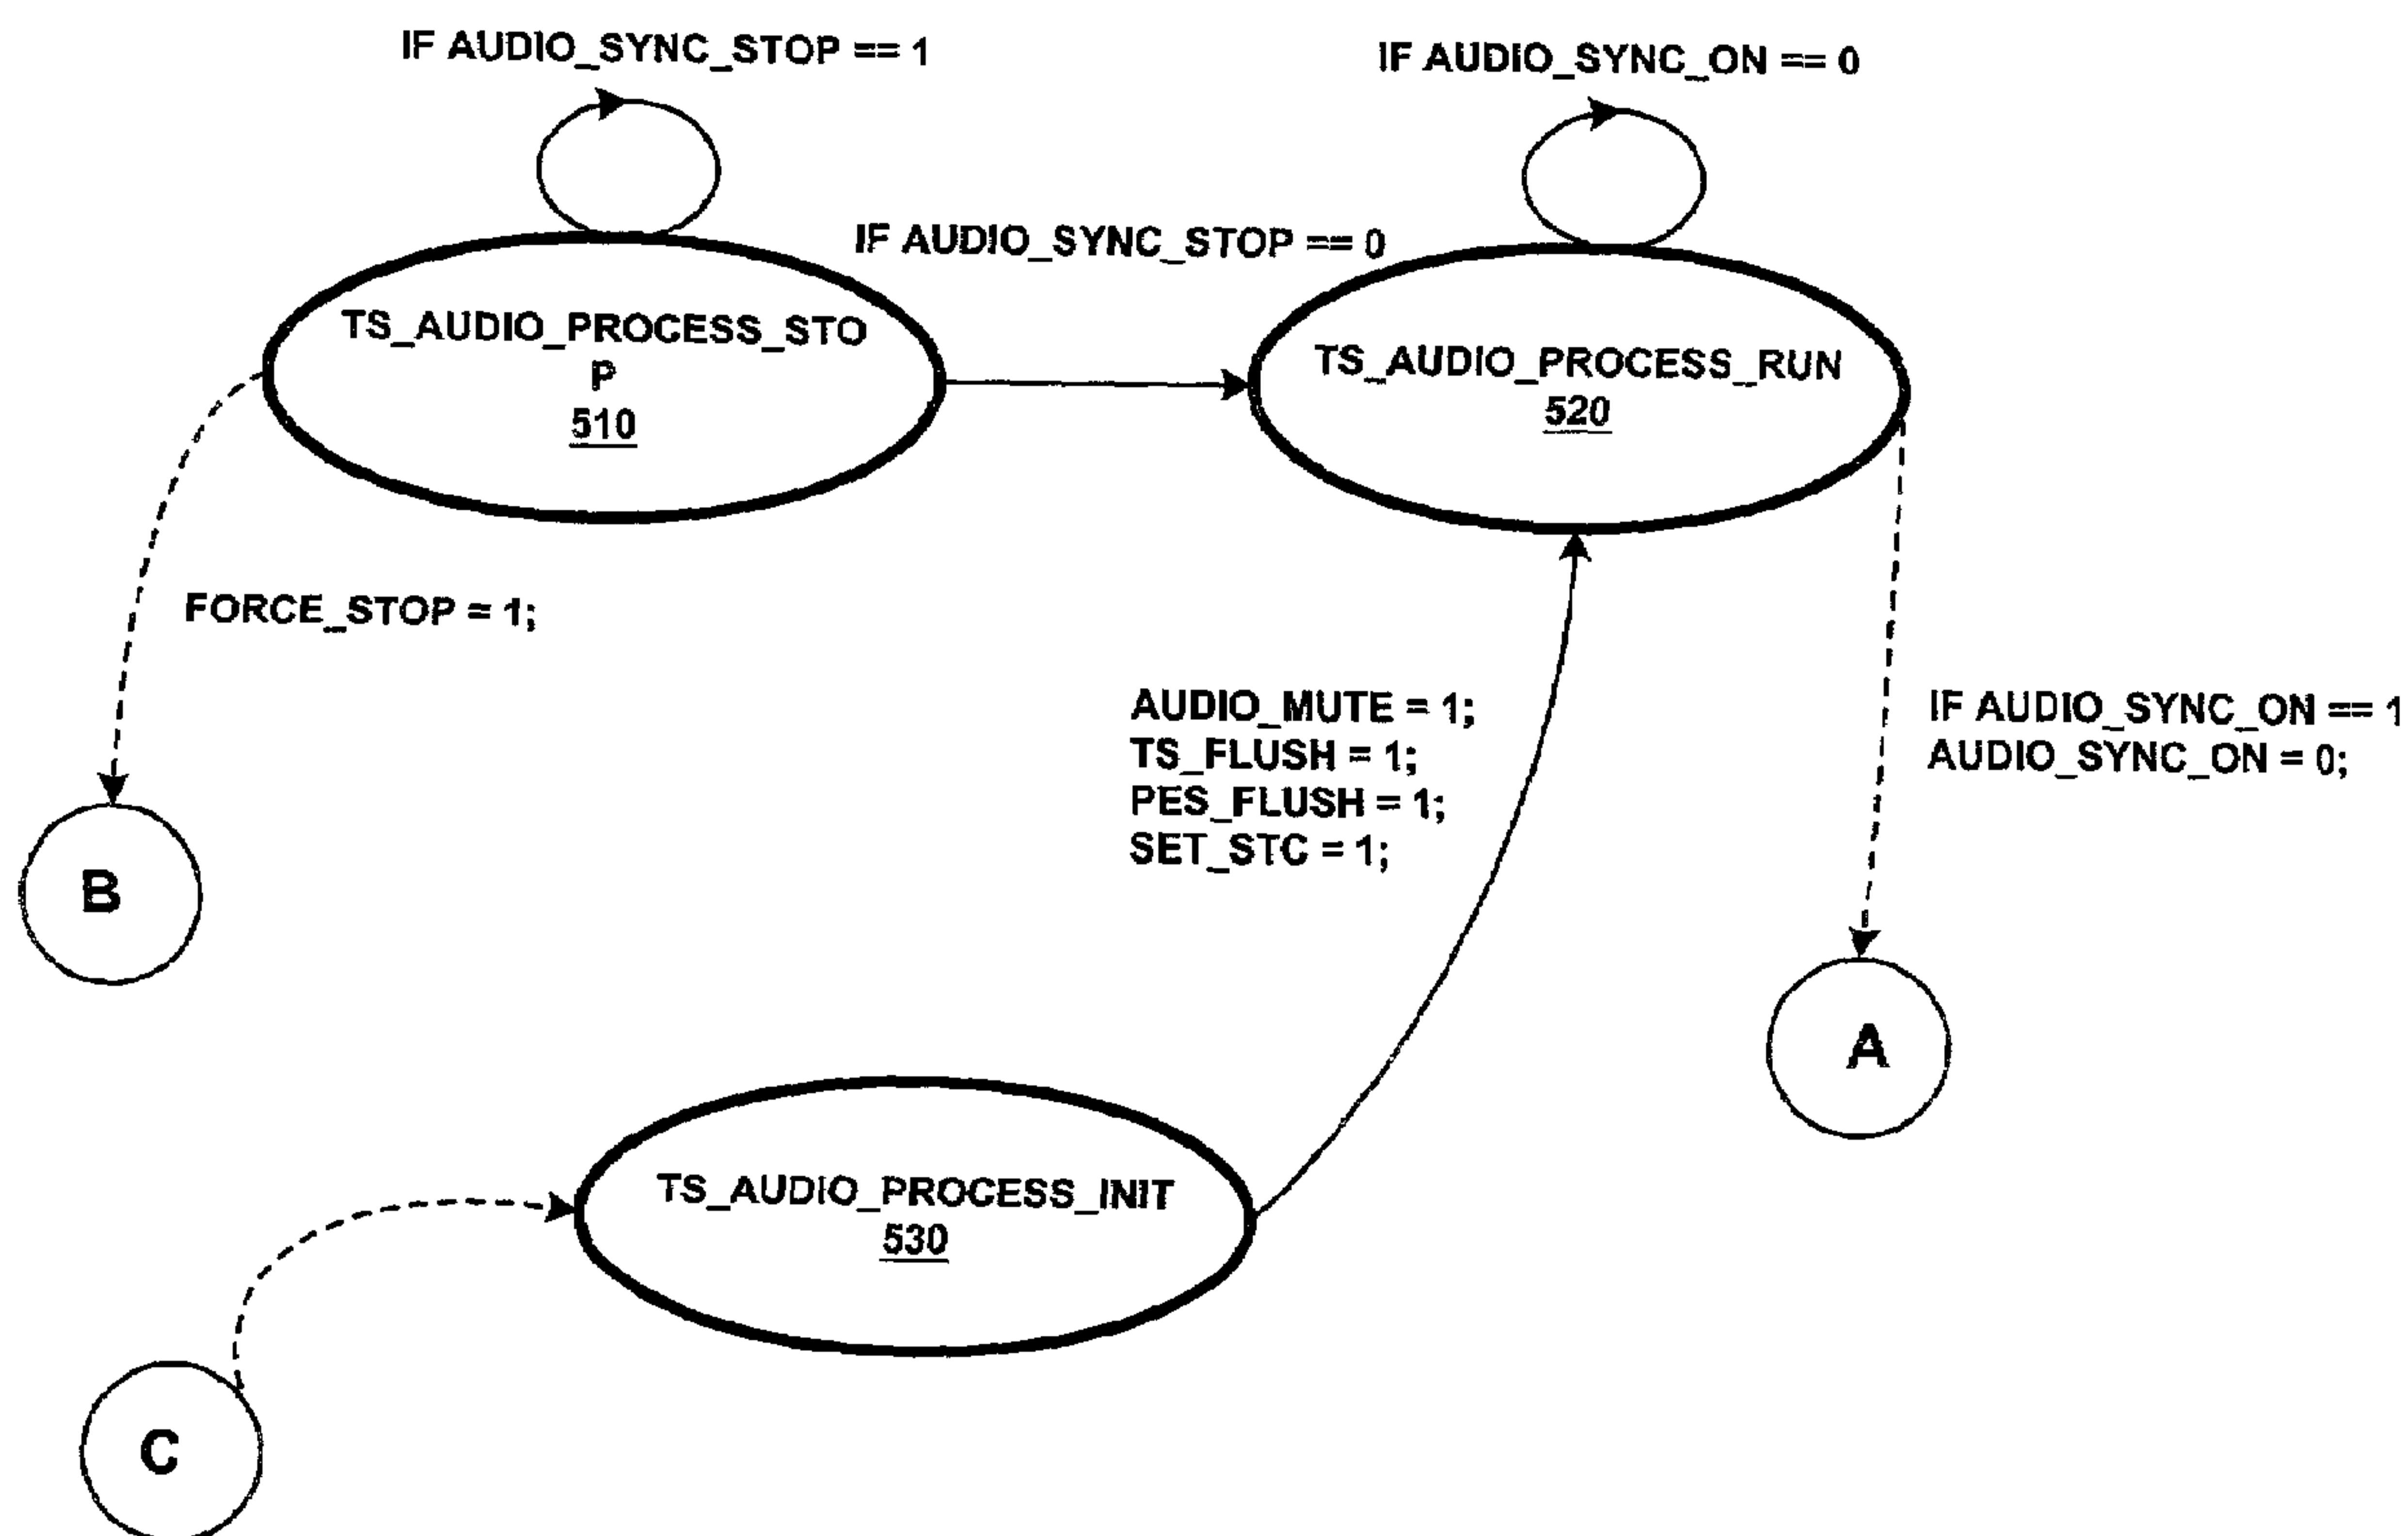 IF AUDIO_SYNC_STOP == 1
IF AUDIO_SYNC_ON == 0
IF AUDIO_SYNC_STOP == 0
TS_AUDIO_PROCESS_STO
P
510
TS_AUDIO_PROCESS_RUN
520
FORCE_STOP = 1;
AUDIO_MUTE = 1;
TS_FLUSH = 1;
PES_FLUSH = 1;
SET_STC = 1;
IF AUDIO_SYNC_ON == 1
AUDIO_SYNC_ON = 0;
B
A
TS_AUDIO_PROCESS_INIT
530
C